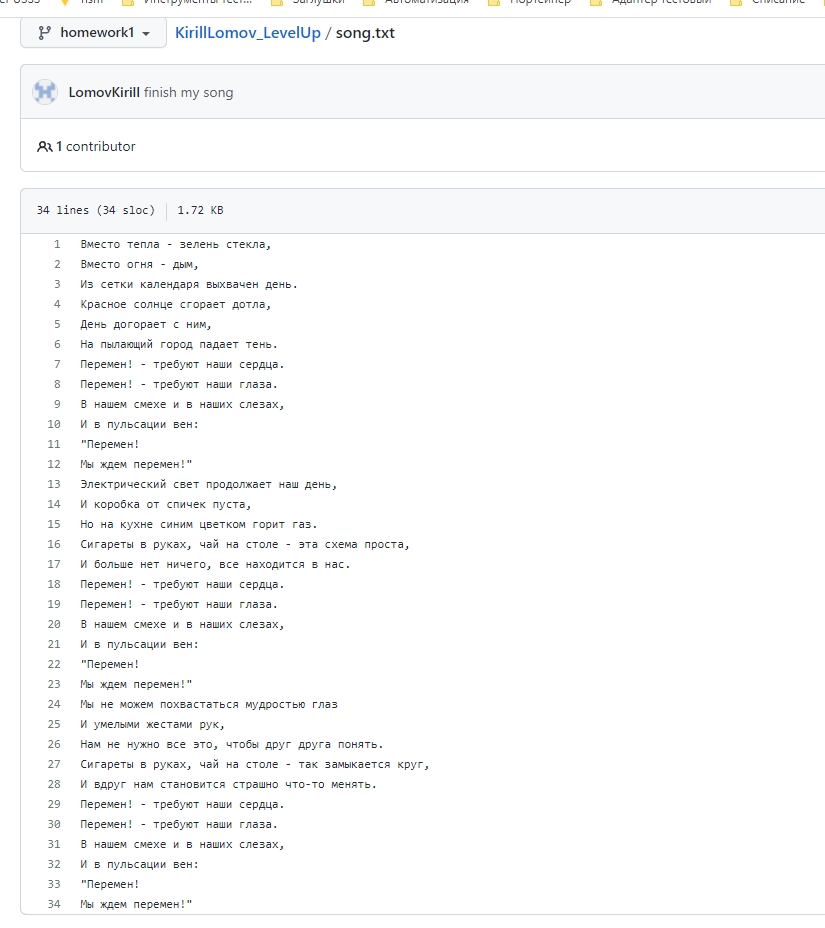 Инструменты тест...
Заглушки
Автоматизация
Портейнер
Адаптер тестовый
Списание
homework1 KirillLomov_LevelUp / song.txt
LomovKirill finish my song
1 contributor
34 lines (34 sloc) 1.72 KB
1 Вместо тепла - зелень стекла,
2 Вместо огня - дым,
3 Из сетки календаря выхвачен день.
4 Красное солнце сгорает дотла,
5 День догорает с ним,
6 На пылающий город падает тень.
7 Перемен! - требуют наши сердца.
8 Перемен! - требуют наши глаза.
9 В нашем смехе и в наших слезах,
10 И в пульсации вен:
11 "Перемен!
12 Мы ждем перемен!"
13 Электрический свет продолжает наш день,
14 И коробка от спичек пуста,
15 Но на кухне синим цветком горит газ.
16 Сигареты в руках, чай на столе - эта схема проста,
17 И больше нет ничего, все находится в нас.
18 Перемен! - требуют наши сердца.
19 Перемен! - требуют наши глаза.
20 В нашем смехе и в наших слезах,
21 И в пульсации вен:
22 "Перемен!
23 Мы ждем перемен!"
24 Мы не можем похвастаться мудростью глаз
25 И умелыми жестами рук,
26 Нам не нужно все это, чтобы друг друга понять.
27 Сигареты в руках, чай на столе - так замыкается круг,
28 И вдруг нам становится страшно что-то менять.
29 Перемен! - требуют наши сердца.
30 Перемен! - требуют наши глаза.
31 В нашем смехе и в наших слезах,
32 И в пульсации вен:
33 "Перемен!
34 Мы ждем перемен!"